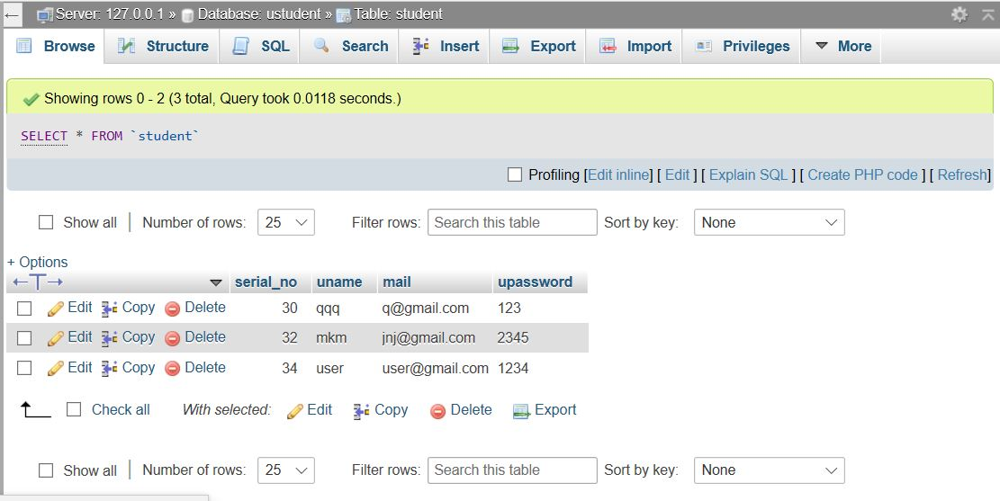 Server: 127.0.0.1 » Database: ustudent » Table: student
Browse Structure SQL Search Insert Export Import Privileges More
Showing rows 0 - 2 (3 total, Query took 0.0118 seconds.)
SELECT * FROM `student`
Profiling [Edit inline] [ Edit ] [ Explain SQL ] [ Create PHP code ] [ Refresh]
Show all Number of rows: 25 Filter rows: Search this table Sort by key: None
+ Options
serial_no uname mail upassword
Edit Copy Delete 30 qqq q@gmail.com 123
Edit Copy Delete 32 mkm jnj@gmail.com 2345
Edit Copy Delete 34 user user@gmail.com 1234
Check all With selected: Edit Copy Delete Export
Show all Number of rows: 25 Filter rows: Search this table Sort by key: None